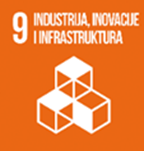 9 INDUSTRIJA, INOVACIJE
I INFRASTRUKTURA